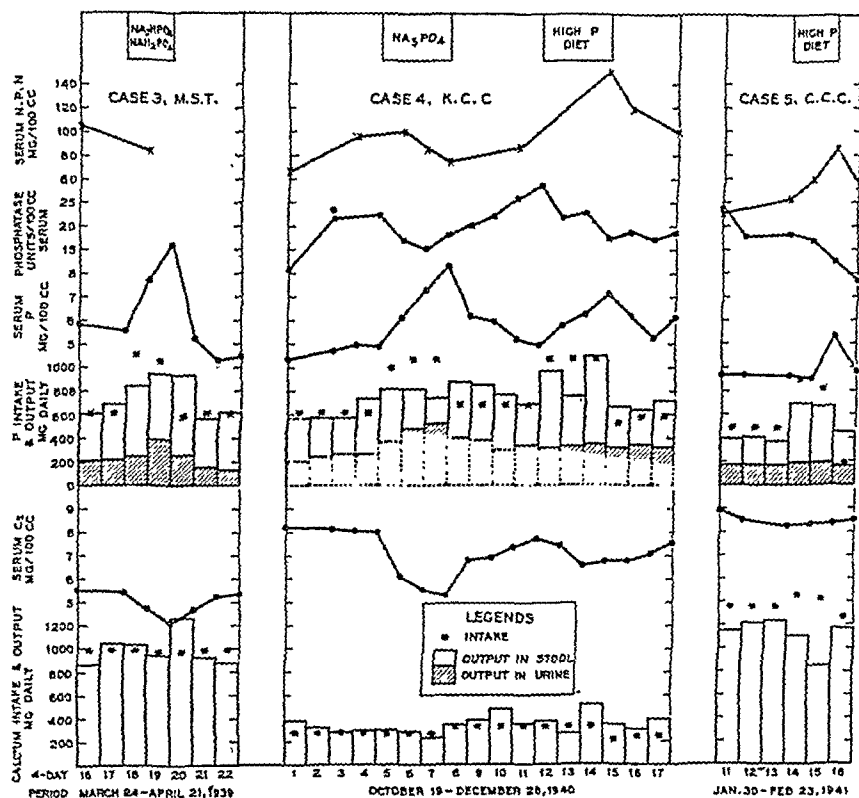 NA2HPO4 NA3PO4 HIGH P HIGH P
NAH2PO4 DIET DIET
CASE 3, M.S.T. CASE 4, K.C.C CASE 5, C.C.C.
SERUM N.P.N
MG/100 CC
140
120
100
80
60
PHOSPHATASE
UNITS/100CC
SERUM
25
20
15
SERUM
P
MG/100 CC
8
7
6
5
P INTAKE
& OUTPUT
MG DAILY
1000
800
600
400
200
0
SERUM Ca
MG/100 CC
9
8
7
6
5
CALCIUM INTAKE & OUTPUT
MG DAILY
1200
1000
800
600
400
200
LEGENDS
* INTAKE
OUTPUT IN STOOL
OUTPUT IN URINE
4-DAY 16 17 18 19 20 21 22 1 2 3 4 5 6 7 8 9 10 11 12 13 14 15 16 17 11 12 13 14 15 16
PERIOD MARCH 24-APRIL 21, 1939 OCTOBER 19-DECEMBER 26, 1940 JAN. 30-FEB 23, 1941